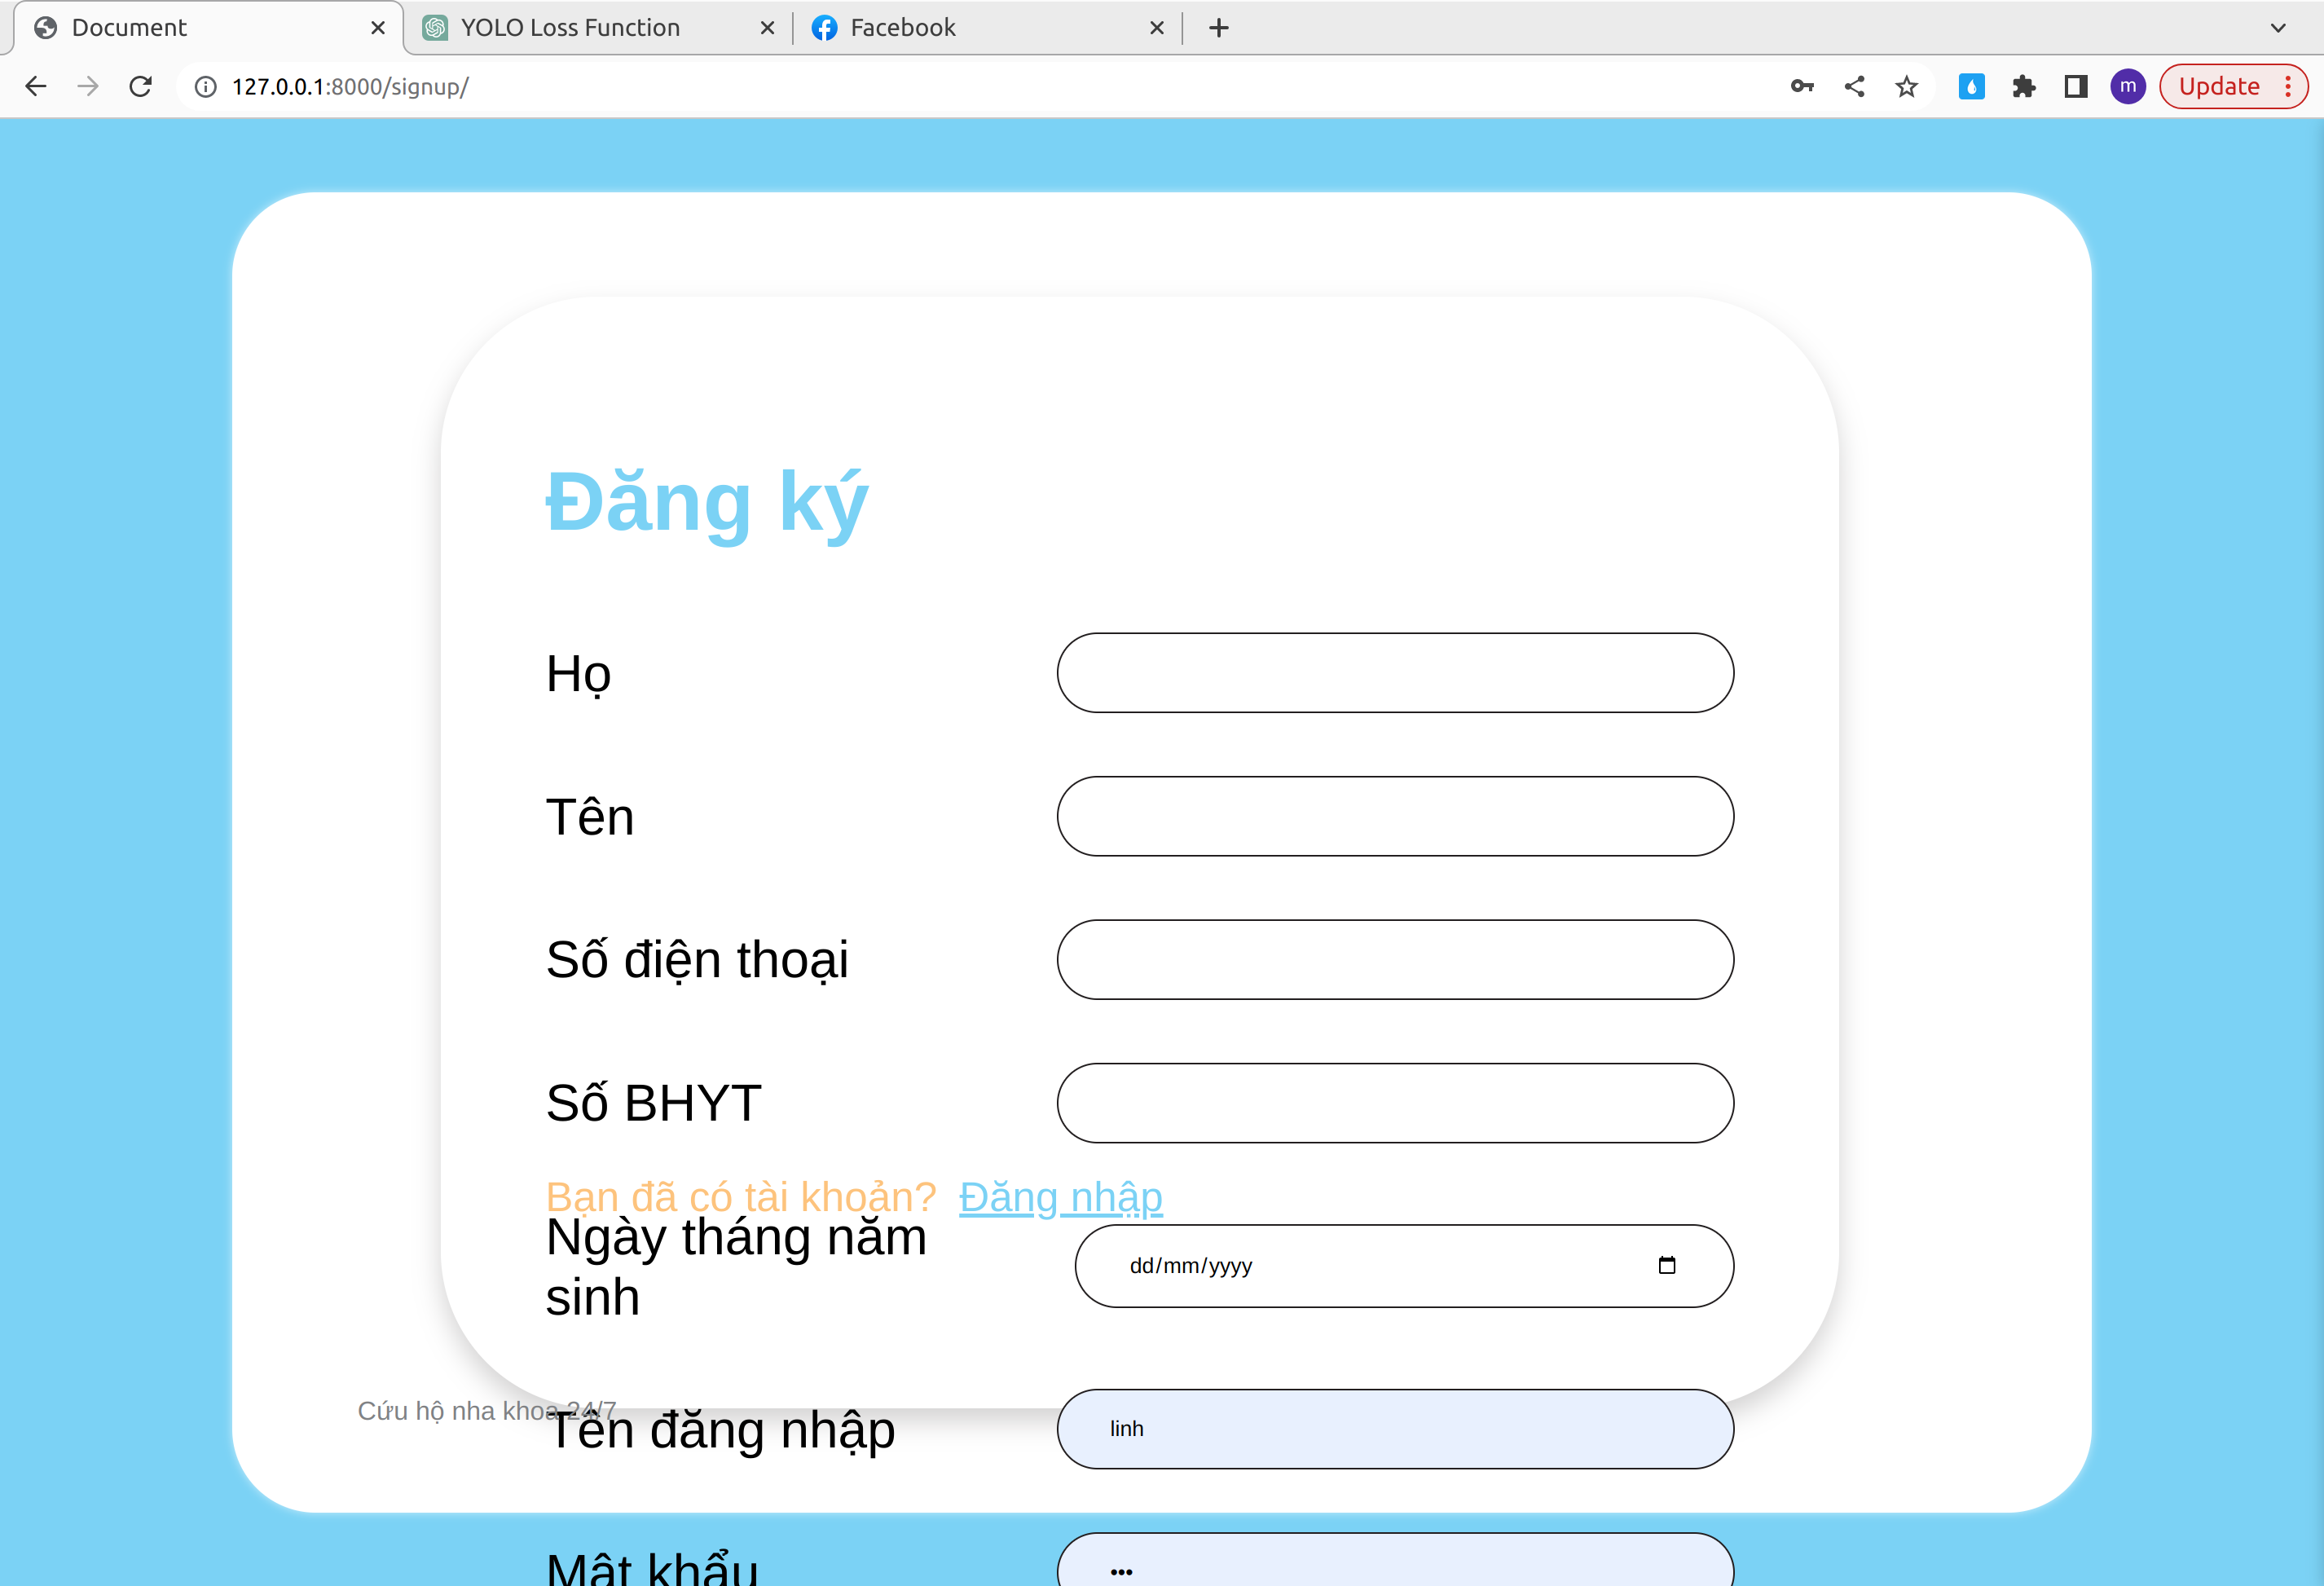 Document
YOLO Loss Function
Facebook
127.0.0.1:8000/signup/
m
Update
Đăng ký
Họ
Tên
Số điện thoại
Số BHYT
Bạn đã có tài khoản? Đăng nhập
Ngày tháng năm
sinh
dd/mm/yyyy
Cứu hộ nha khoa 24/7
Tên đăng nhập
linh
Mật khẩu
•••